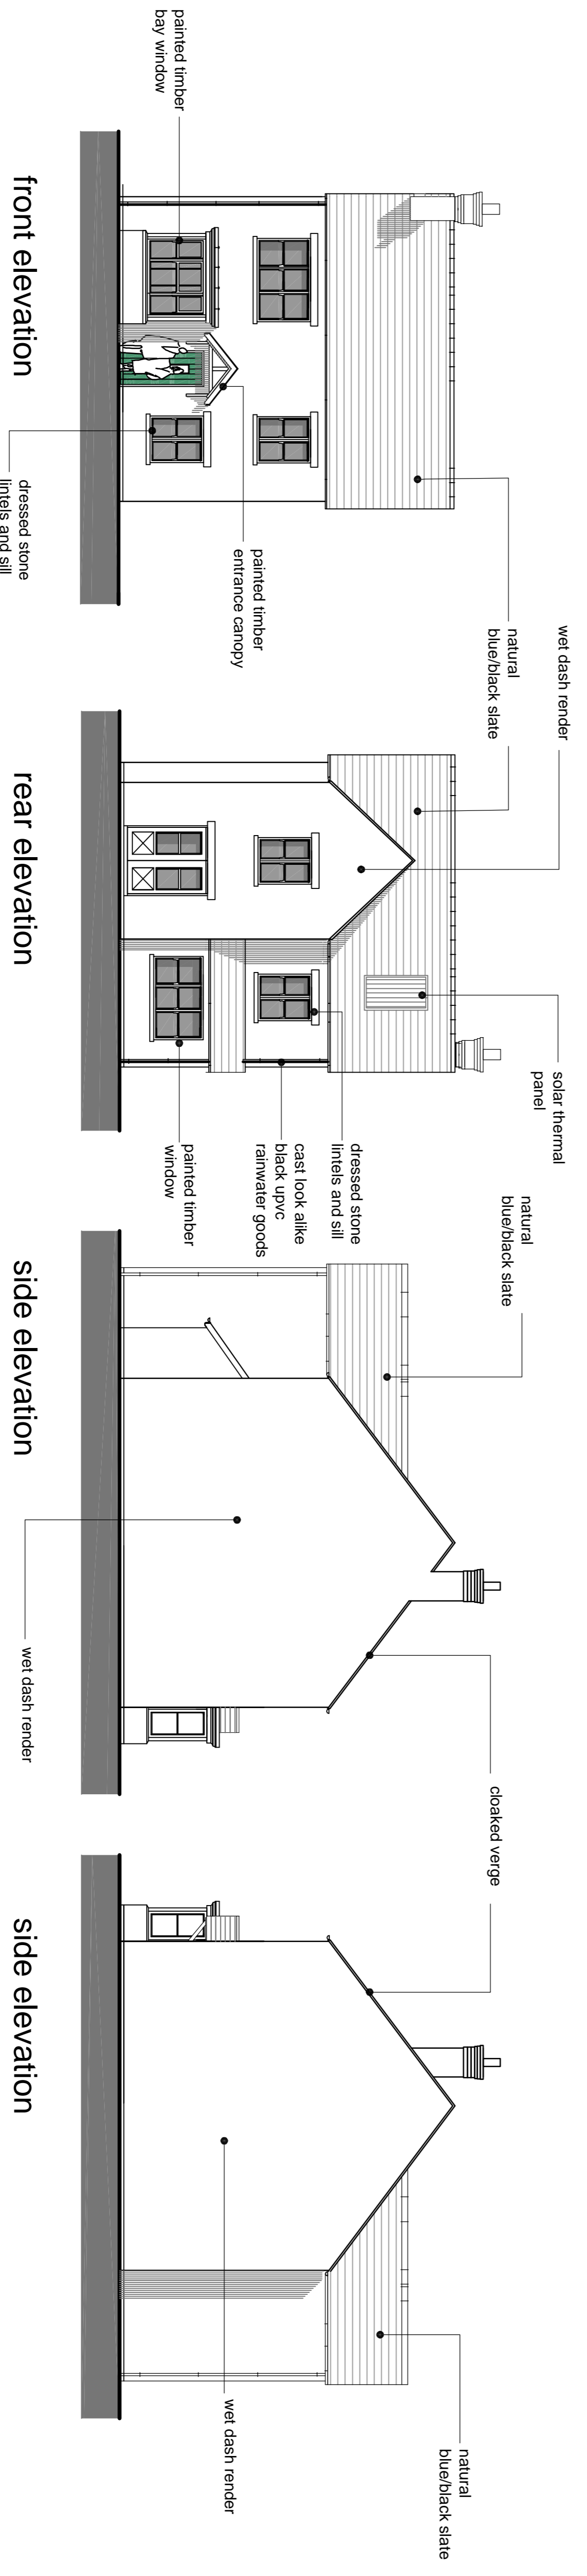 painted timber
bay window
front elevation
dressed stone
lintels and sill
painted timber
entrance canopy
natural
blue/black slate
wet dash render
rear elevation
solar thermal
panel
dressed stone
lintels and sill
cast look alike
black upvc
rainwater goods
painted timber
window
natural
blue/black slate
side elevation
wet dash render
cloaked verge
side elevation
wet dash render
natural
blue/black slate